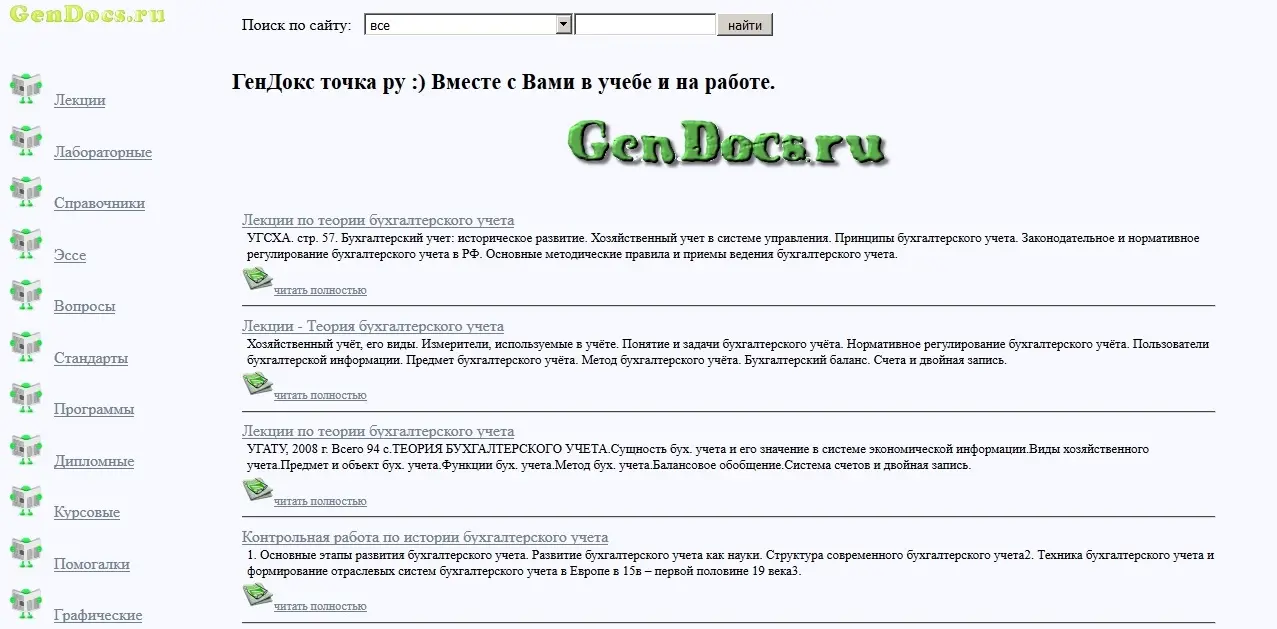 GenDocs.ru
Поиск по сайту: все найти
ГенДокс точка ру :) Вместе с Вами в учебе и на работе.
GenDocs.ru
Лекции
Лабораторные
Справочники
Эссе
Вопросы
Стандарты
Программы
Дипломные
Курсовые
Помогалки
Графические
Лекции по теории бухгалтерского учета
УГСХА. стр. 57. Бухгалтерский учет: историческое развитие. Хозяйственный учет в системе управления. Принципы бухгалтерского учета. Законодательное и нормативное
регулирование бухгалтерского учета в РФ. Основные методические правила и приемы ведения бухгалтерского учета.
читать полностью
Лекции - Теория бухгалтерского учета
Хозяйственный учёт, его виды. Измерители, используемые в учёте. Понятие и задачи бухгалтерского учёта. Нормативное регулирование бухгалтерского учёта. Пользователи
бухгалтерской информации. Предмет бухгалтерского учёта. Метод бухгалтерского учёта. Бухгалтерский баланс. Счета и двойная запись.
читать полностью
Лекции по теории бухгалтерского учета
УГАТУ, 2008 г. Всего 94 с.ТЕОРИЯ БУХГАЛТЕРСКОГО УЧЕТА.Сущность бух. учета и его значение в системе экономической информации.Виды хозяйственного
учета.Предмет и объект бух. учета.Функции бух. учета.Метод бух. учета.Балансовое обобщение.Система счетов и двойная запись.
читать полностью
Контрольная работа по истории бухгалтерского учета
1. Основные этапы развития бухгалтерского учета. Развитие бухгалтерского учета как науки. Структура современного бухгалтерского учета2. Техника бухгалтерского учета и
формирование отраслевых систем бухгалтерского учета в Европе в 15в – первой половине 19 века3.
читать полностью